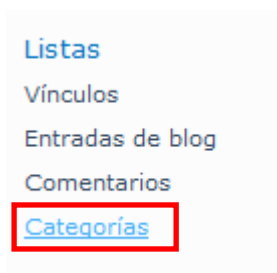 Listas
Vínculos
Entradas de blog
Comentarios
Categorías